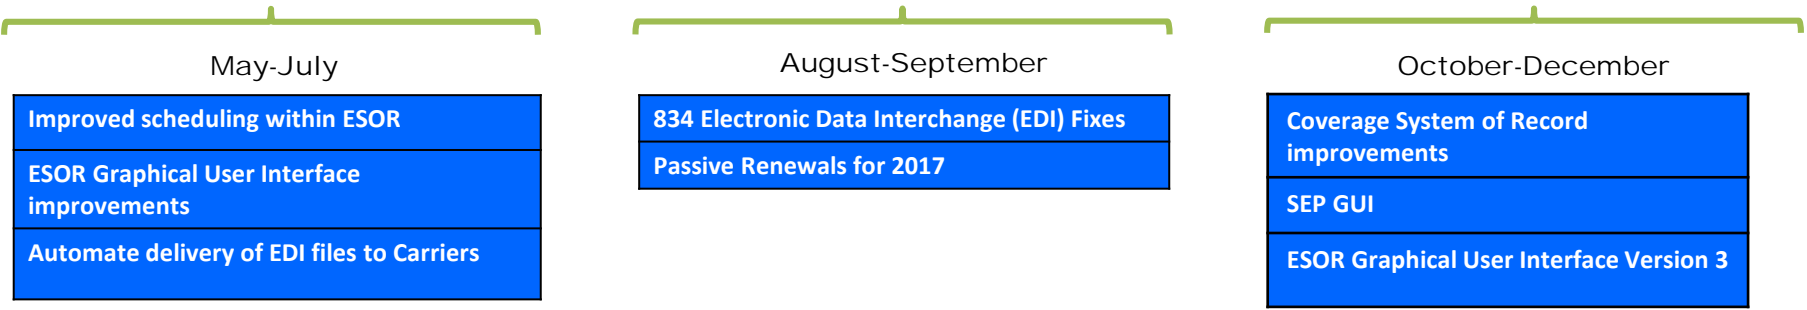 May-July
Improved scheduling within ESOR
ESOR Graphical User Interface
improvements
Automate delivery of EDI files to Carriers
August-September
834 Electronic Data Interchange (EDI) Fixes
Passive Renewals for 2017
October-December
Coverage System of Record
improvements
SEP GUI
ESOR Graphical User Interface Version 3